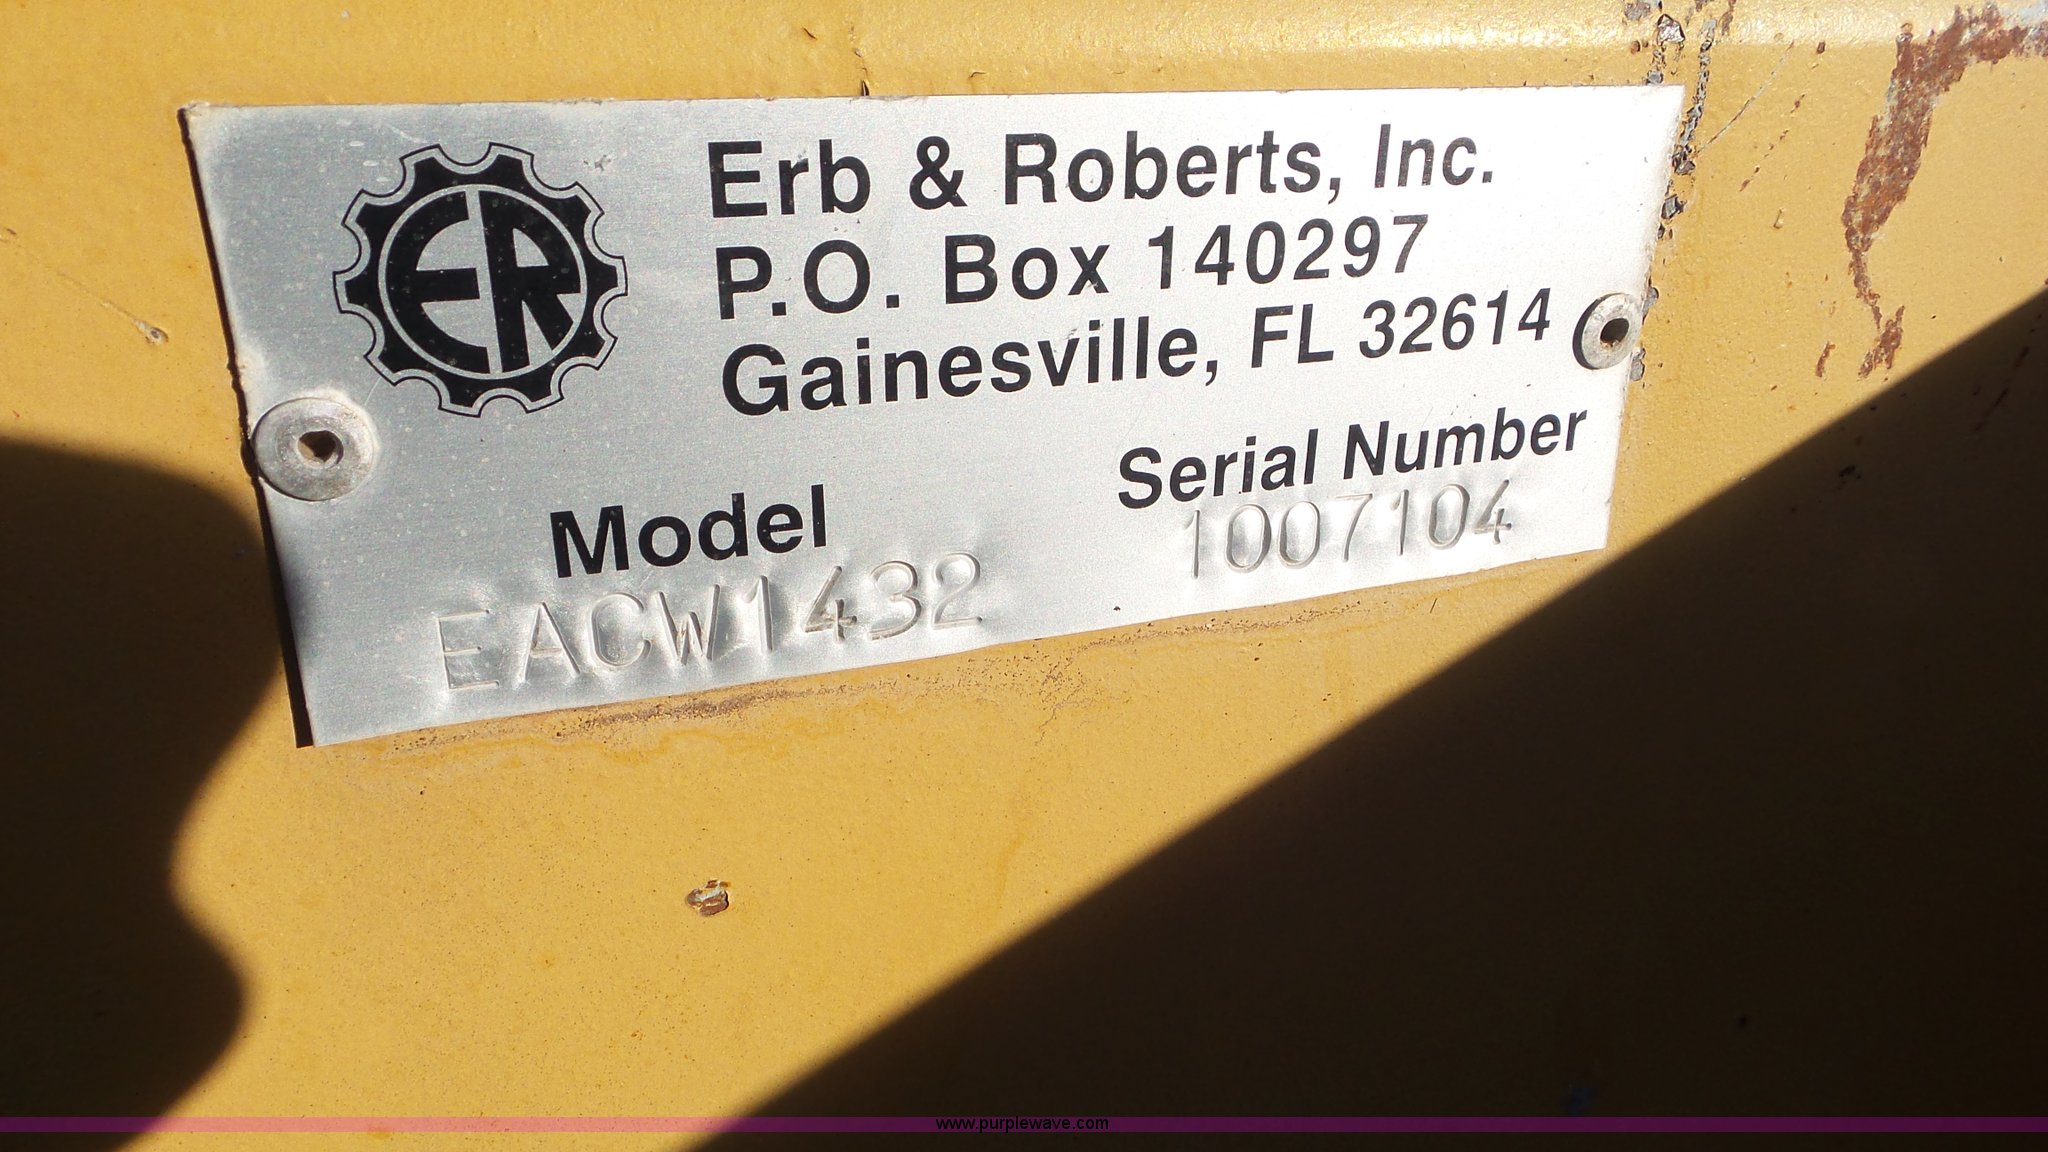 ER
Erb & Roberts, Inc.
P.O. Box 140297
Gainesville, FL 32614
Model
EACW1432
Serial Number
1007104
www.purplewave.com